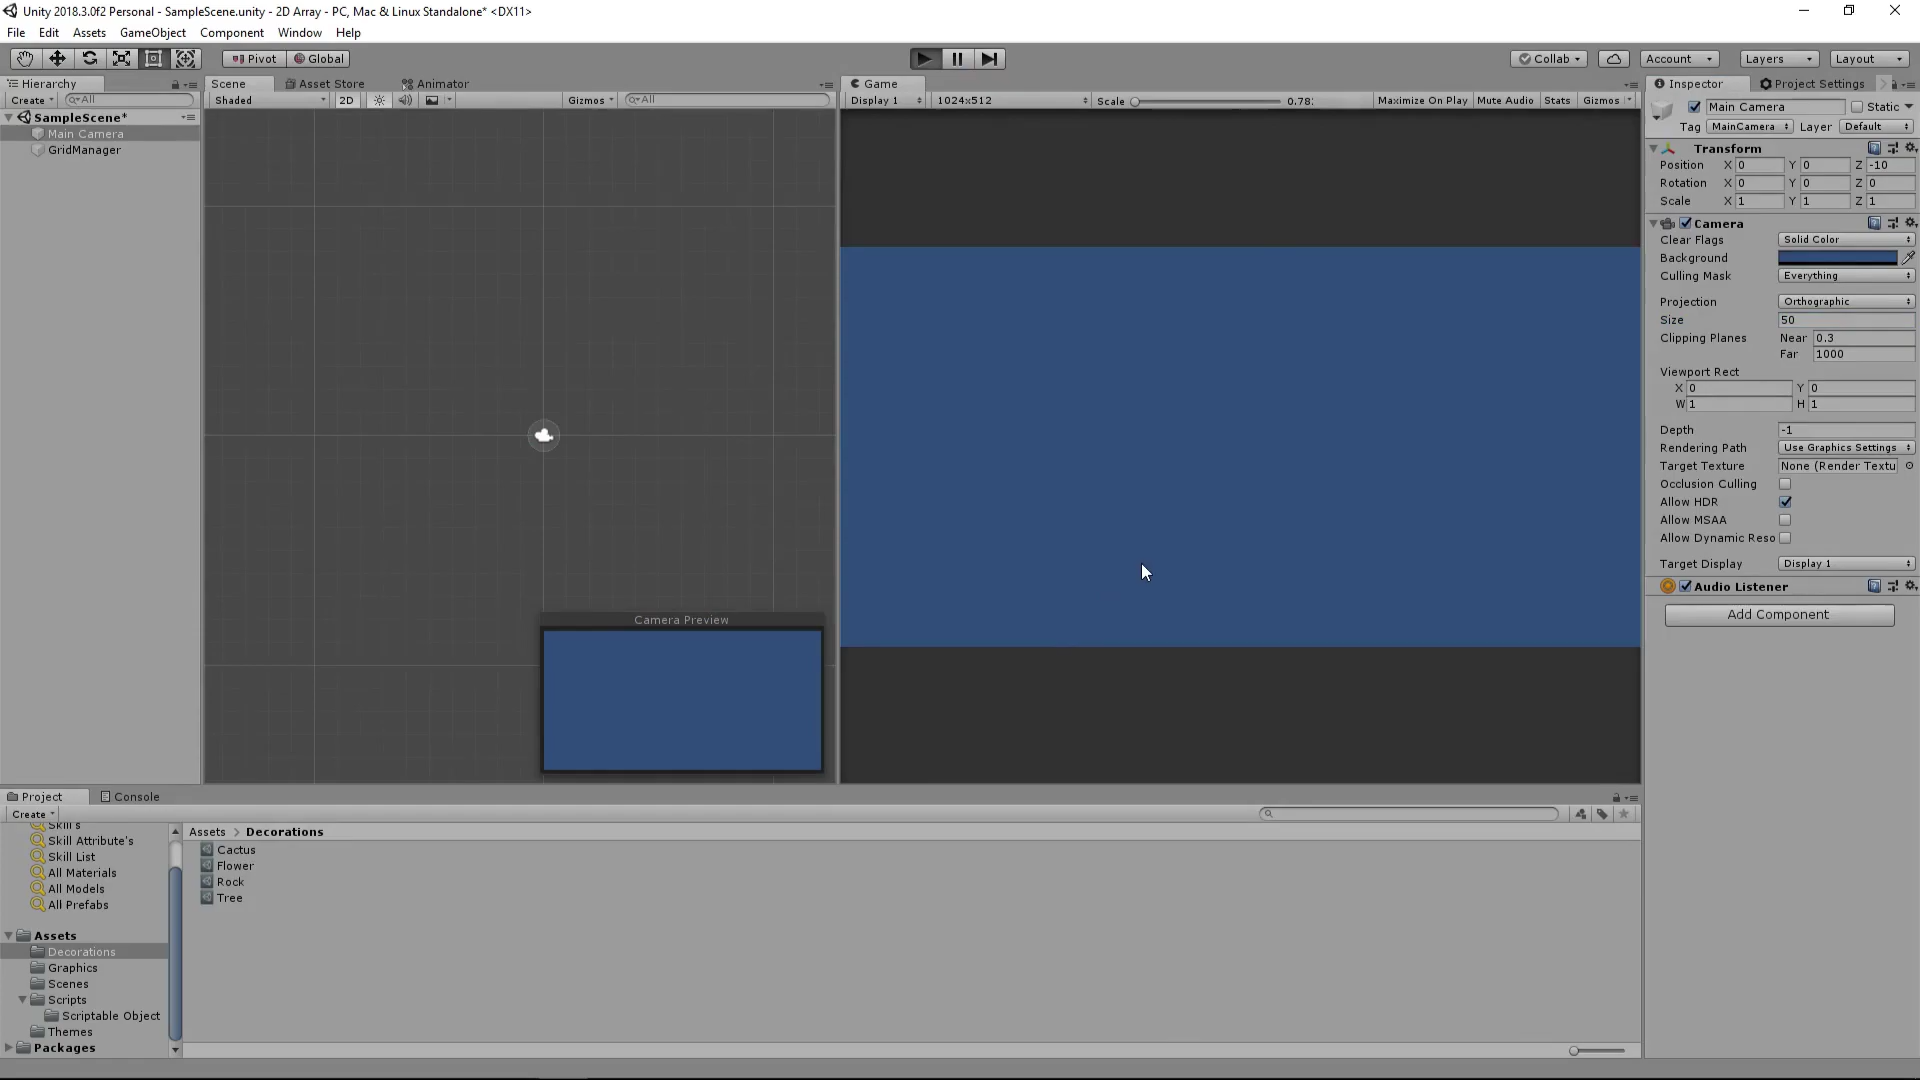 Unity 2018.3.0f2 Personal - SampleScene.unity - 2D Array - PC, Mac & Linux Standalone* <DX11>
File Edit Assets GameObject Component Window Help
Pivot Global Collab Account Layers Layout
Hierarchy Scene Asset Store Animator Game Inspector Project Settings
Create All Shaded 2D Gizmos All Display 1 1024x512 Scale 0.78: Maximize On Play Mute Audio Stats Gizmos
SampleScene*
Main Camera
GridManager
Main Camera Static
Tag MainCamera Layer Default
Transform
Position X 0 Y 0 Z -10
Rotation X 0 Y 0 Z 0
Scale X 1 Y 1 Z 1
Camera
Clear Flags Solid Color
Background
Culling Mask Everything
Projection Orthographic
Size 50
Clipping Planes Near 0.3
Far 1000
Viewport Rect
X 0 Y 0
W 1 H 1
Depth -1
Rendering Path Use Graphics Settings
Target Texture None (Render Textu
Occlusion Culling
Allow HDR
Allow MSAA
Allow Dynamic Reso
Target Display Display 1
Audio Listener
Add Component
Camera Preview
Project Console
Create
Skill's
Skill Attribute's
Skill List
All Materials
All Models
All Prefabs
Assets
Decorations
Graphics
Scenes
Scripts
Scriptable Object
Themes
Packages
Assets > Decorations
Cactus
Flower
Rock
Tree